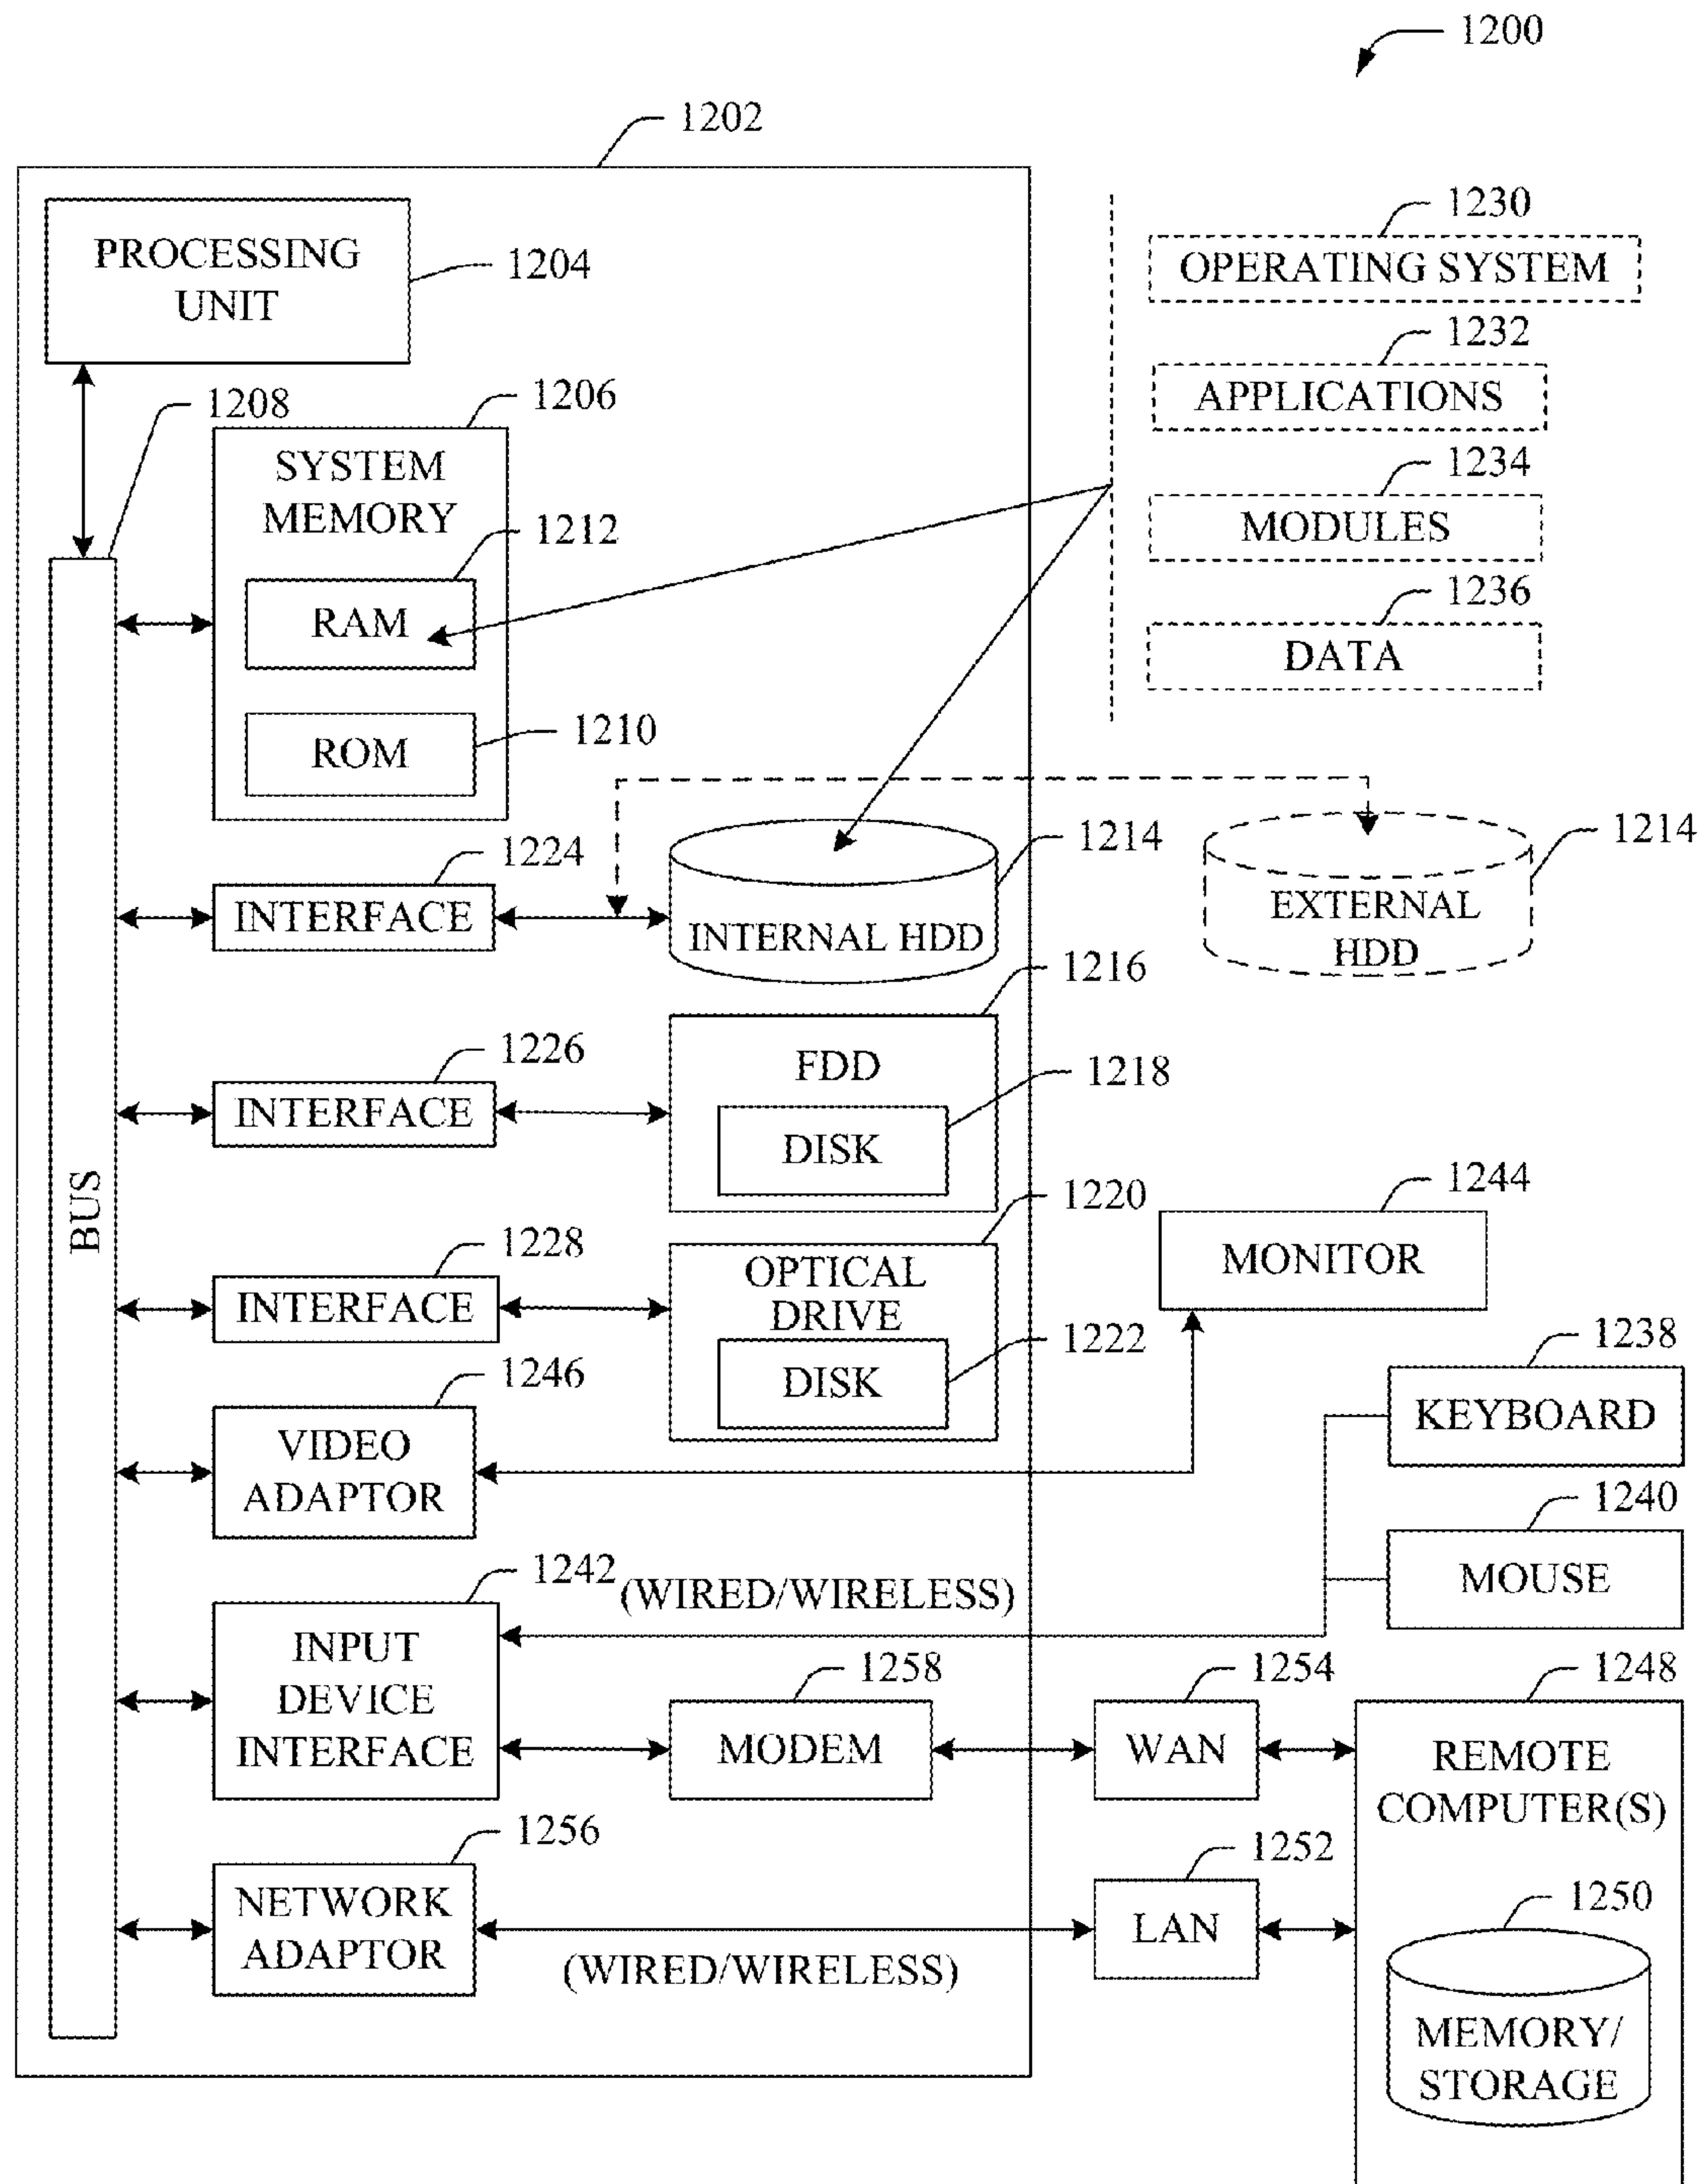 1200
1202
PROCESSING
UNIT
1204
1230
OPERATING SYSTEM
1232
APPLICATIONS
1234
MODULES
1236
DATA
1208
1206
SYSTEM
MEMORY
1212
RAM
1210
ROM
1224
INTERFACE
1214
INTERNAL HDD
1214
EXTERNAL
HDD
1226
INTERFACE
1216
FDD
1218
DISK
BUS
1228
INTERFACE
1220
OPTICAL
DRIVE
1222
DISK
1244
MONITOR
1246
VIDEO
ADAPTOR
1238
KEYBOARD
1240
MOUSE
1242
(WIRED/WIRELESS)
INPUT
DEVICE
INTERFACE
1258
MODEM
1254
WAN
1248
REMOTE
COMPUTER(S)
1256
NETWORK
ADAPTOR
(WIRED/WIRELESS)
1252
LAN
1250
MEMORY/
STORAGE